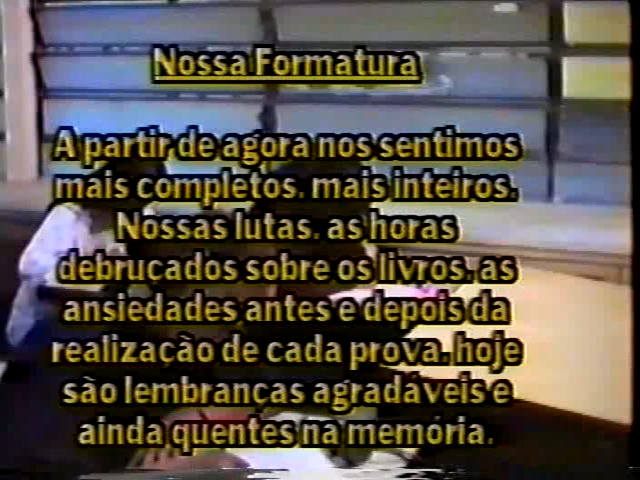 Nossa Formatura
A partir de agora nos sentimos
mais completos, mais inteiros.
Nossas lutas, as horas
debruçados sobre os livros, as
ansiedades antes e depois da
realização de cada prova, hoje
são lembranças agradáveis e
ainda quentes na memória.